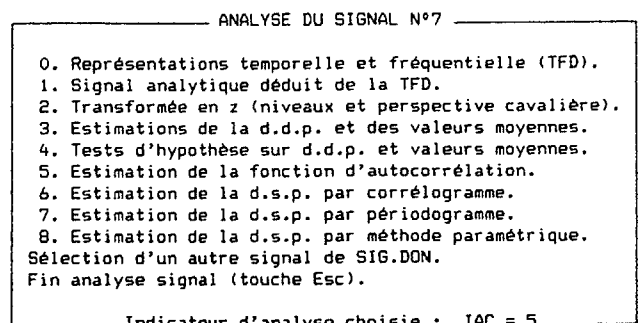 ANALYSE DU SIGNAL N°7
0. Représentations temporelle et fréquentielle (TFD).
1. Signal analytique déduit de la TFD.
2. Transformée en z (niveaux et perspective cavalière).
3. Estimations de la d.d.p. et des valeurs moyennes.
4. Tests d'hypothèse sur d.d.p. et valeurs moyennes.
5. Estimation de la fonction d'autocorrélation.
6. Estimation de la d.s.p. par corrélogramme.
7. Estimation de la d.s.p. par périodogramme.
8. Estimation de la d.s.p. par méthode paramétrique.
Sélection d'un autre signal de SIG.DON.
Fin analyse signal (touche Esc).
Indicateur d'analyse choisie : IAC = 5